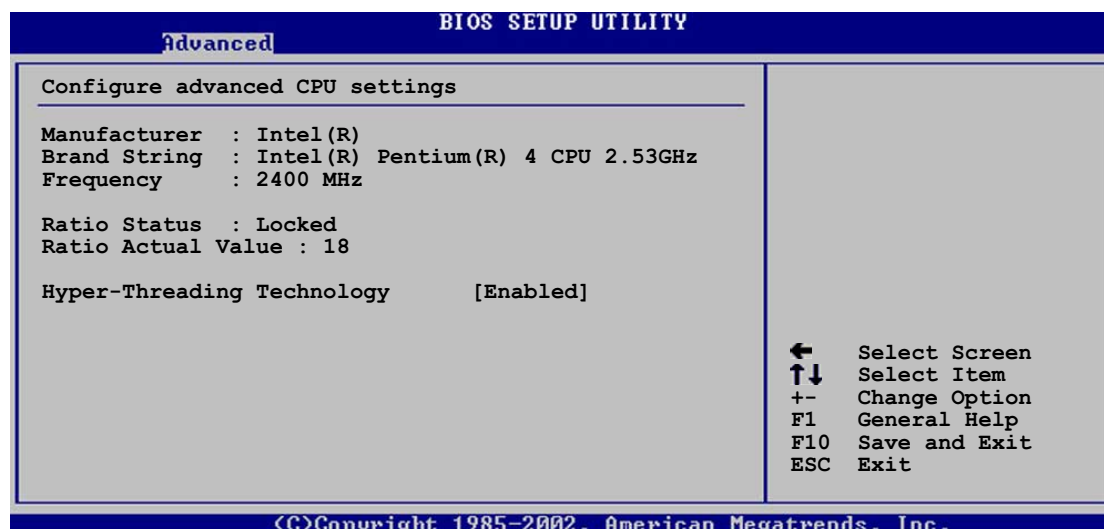 BIOS SETUP UTILITY
Advanced
Configure advanced CPU settings
Manufacturer : Intel(R)
Brand String : Intel(R) Pentium(R) 4 CPU 2.53GHz
Frequency : 2400 MHz
Ratio Status : Locked
Ratio Actual Value : 18
Hyper-Threading Technology [Enabled]
← Select Screen
↑↓ Select Item
+- Change Option
F1 General Help
F10 Save and Exit
ESC Exit
(C)Copyright 1985-2002, American Megatrends, Inc.